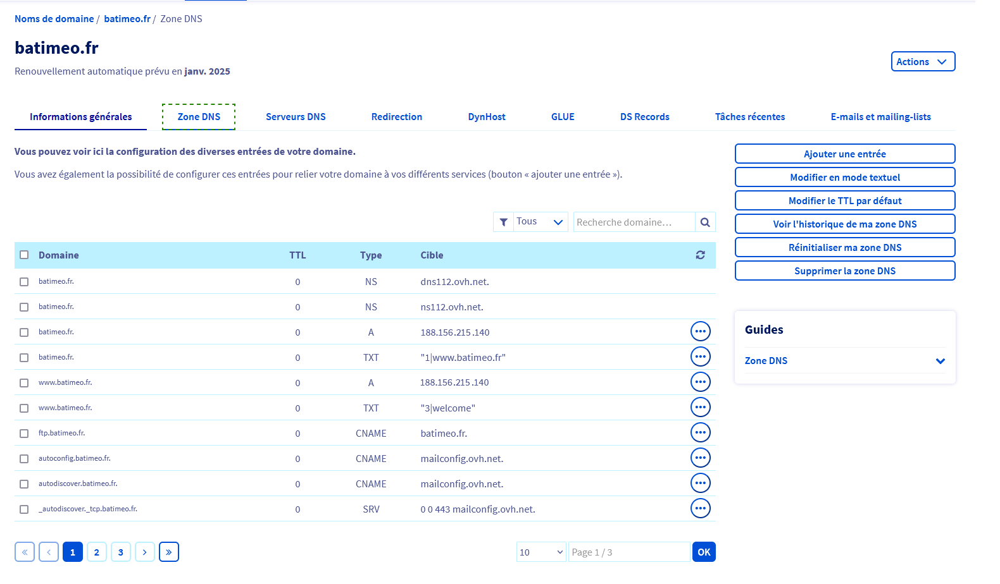 Noms de domaine / batimeo.fr / Zone DNS
batimeo.fr
Renouvellement automatique prévu en janv. 2025
Actions
Informations générales Zone DNS Serveurs DNS Redirection DynHost GLUE DS Records Tâches récentes E-mails et mailing-lists
Vous pouvez voir ici la configuration des diverses entrées de votre domaine.
Vous avez également la possibilité de configurer ces entrées pour relier votre domaine à vos différents services (bouton « ajouter une entrée »).
Tous Recherche domaine…
Domaine TTL Type Cible
batimeo.fr. 0 NS dns112.ovh.net.
batimeo.fr. 0 NS ns112.ovh.net.
batimeo.fr. 0 A 188.156.215.140
batimeo.fr. 0 TXT "1|www.batimeo.fr"
www.batimeo.fr. 0 A 188.156.215.140
www.batimeo.fr. 0 TXT "3|welcome"
ftp.batimeo.fr. 0 CNAME batimeo.fr.
autoconfig.batimeo.fr. 0 CNAME mailconfig.ovh.net.
autodiscover.batimeo.fr. 0 CNAME mailconfig.ovh.net.
_autodiscover._tcp.batimeo.fr. 0 SRV 0 0 443 mailconfig.ovh.net.
« ‹ 1 2 3 › » 10 Page 1 / 3 OK
Ajouter une entrée
Modifier en mode textuel
Modifier le TTL par défaut
Voir l'historique de ma zone DNS
Réinitialiser ma zone DNS
Supprimer la zone DNS
Guides
Zone DNS